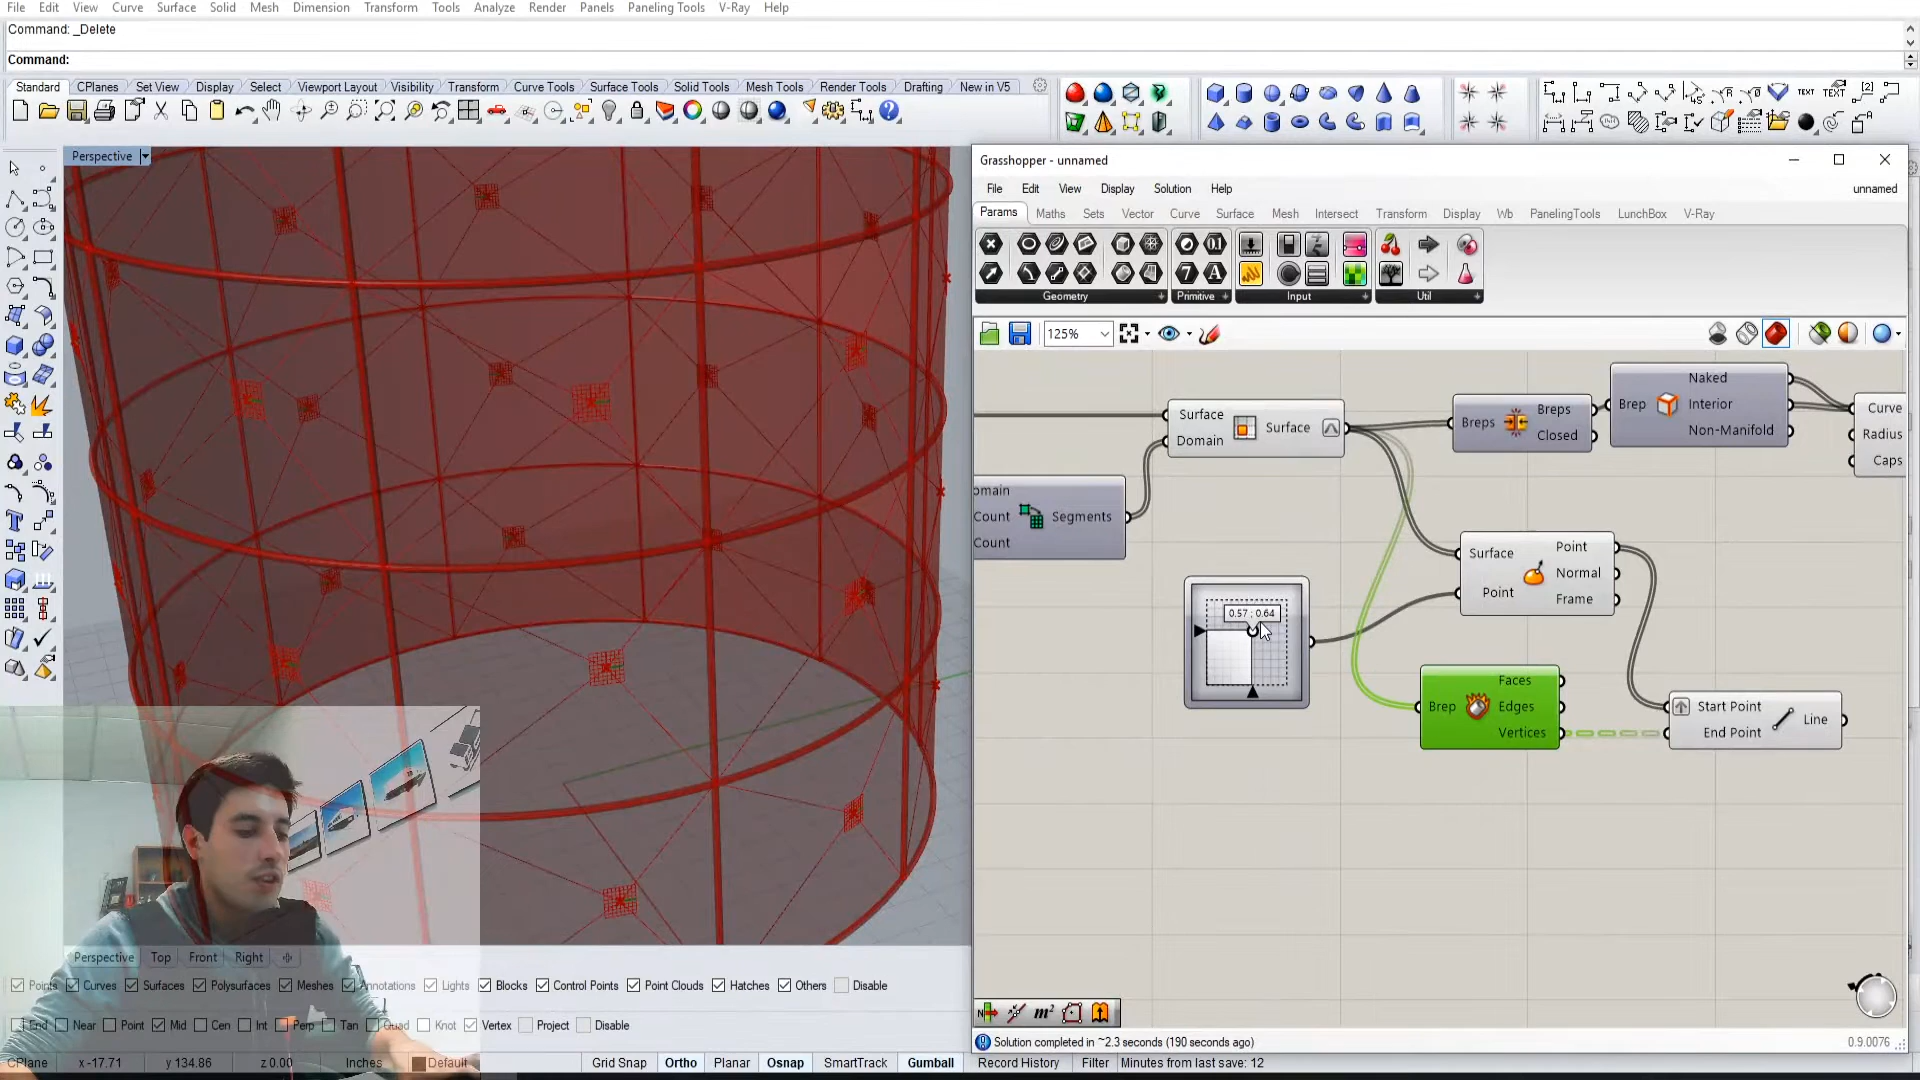 File Edit View Curve Surface Solid Mesh Dimension Transform Tools Analyze Render Panels Paneling Tools V-Ray Help
Command: _Delete
Command:
Standard CPlanes Set View Display Select Viewport Layout Visibility Transform Curve Tools Surface Tools Solid Tools Mesh Tools Render Tools Drafting New in V5
Perspective
Grasshopper - unnamed
File Edit View Display Solution Help unnamed
Params Maths Sets Vector Curve Surface Mesh Intersect Transform Display Wb PanelingTools LunchBox V-Ray
Geometry Primitive Input Util
125%
Surface
Domain
Surface
Breps
Breps
Closed
Brep
Naked
Interior
Non-Manifold
Curve
Radius
Caps
omain
Count
Count
Segments
Surface
Point
Point
Normal
Frame
0.57 ; 0.64
Brep
Faces
Edges
Vertices
Start Point
End Point
Line
Perspective Top Front Right
Points Curves Surfaces Polysurfaces Meshes Annotations Lights Blocks Control Points Point Clouds Hatches Others Disable
End Near Point Mid Cen Int Perp Tan Quad Knot Vertex Project Disable
CPlane x -17.71 y 134.86 z 0.00 Inches Default Grid Snap Ortho Planar Osnap SmartTrack Gumball Record History Filter Minutes from last save: 12
Solution completed in ~2.3 seconds (190 seconds ago) 0.9.0076